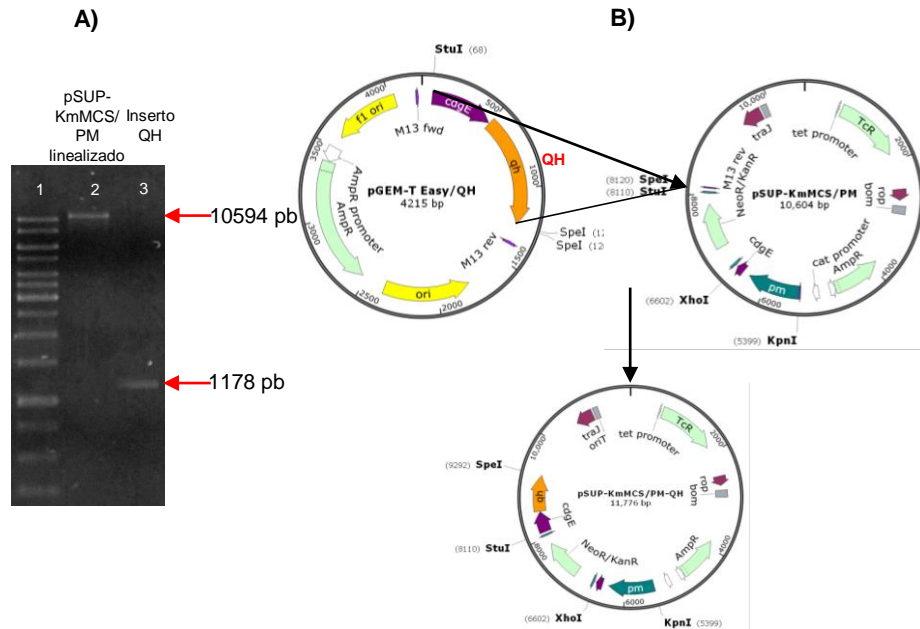 A)
pSUP-
KmMCS/
PM
linealizado
Inserto
QH
1
2
3
10594 pb
1178 pb
B)
StuI (68)
500
1000
1500
2000
2500
3000
3500
4000
f1 ori
M13 fwd
cdgE
qh
QH
AmpR promoter
AmpR
pGEM-T Easy/QH
4215 bp
M13 rev
ori
SpeI (12
SpeI (12
(8120) SpeI
(8110) StuI
10,000
2000
4000
6000
8000
traJ
tet promoter
TcR
M13 rev
NeoR/KanR
pSUP-KmMCS/PM
10,604 bp
rop
bom
cat promoter
AmpR
cdgE
pm
(6602) XhoI
(5399) KpnI
10,000
2000
4000
6000
8000
traJ
oriT
tet promoter
TcR
(9292) SpeI
qh
cdgE
pSUP-KmMCS/PM-QH
11,776 bp
rop
bom
(8110) StuI
NeoR/KanR
AmpR
pm
(6602) XhoI
KpnI (5399)